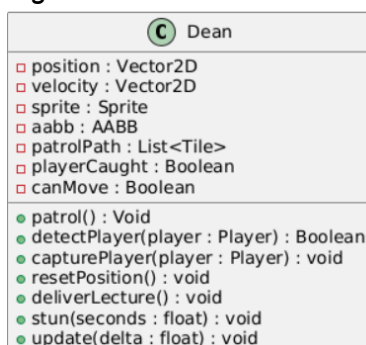 C Dean
position : Vector2D
velocity : Vector2D
sprite : Sprite
aabb : AABB
patrolPath : List<Tile>
playerCaught : Boolean
canMove : Boolean
patrol() : Void
detectPlayer(player : Player) : Boolean
capturePlayer(player : Player) : void
resetPosition() : void
deliverLecture() : void
stun(seconds : float) : void
update(delta : float) : void